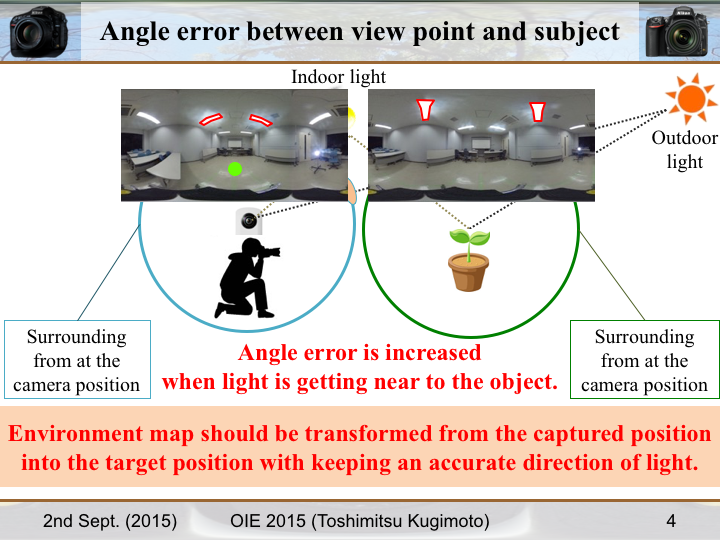 Angle error between view point and subject
Indoor light
Outdoor
light
Surrounding
from at the
camera position
Angle error is increased
when light is getting near to the object.
Surrounding
from at the
camera position
Environment map should be transformed from the captured position
into the target position with keeping an accurate direction of light.
2nd Sept. (2015)
OIE 2015 (Toshimitsu Kugimoto)
4